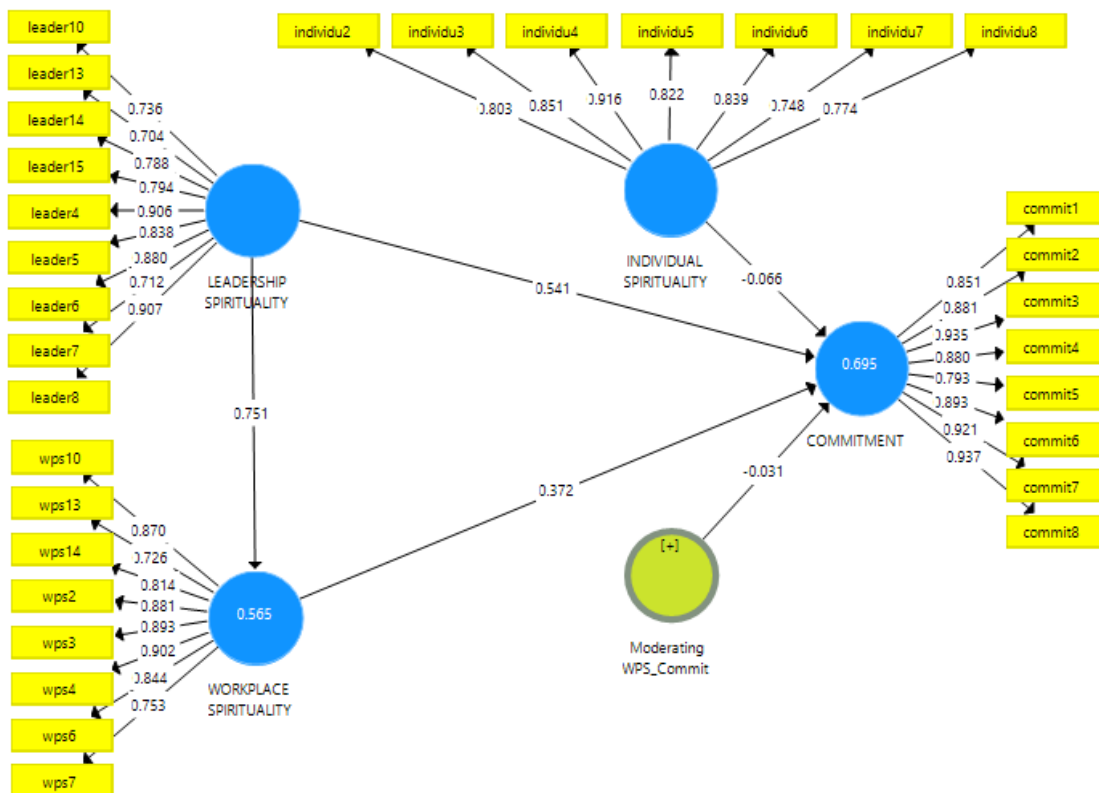 leader10
leader13
leader14
leader15
leader4
leader5
leader6
leader7
leader8
0.736
0.704
0.788
0.794
0.906
0.838
0.880
0.712
0.907
LEADERSHIP
SPIRITUALITY
individu2
individu3
individu4
individu5
individu6
individu7
individu8
0.803
0.851
0.916
0.822
0.839
0.748
0.774
INDIVIDUAL
SPIRITUALITY
-0.066
0.541
0.751
0.372
-0.031
0.695
COMMITMENT
commit1
commit2
commit3
commit4
commit5
commit6
commit7
commit8
0.851
0.881
0.935
0.880
0.793
0.893
0.921
0.937
wps10
wps13
wps14
wps2
wps3
wps4
wps6
wps7
0.870
0.726
0.814
0.881
0.893
0.902
0.844
0.753
0.565
WORKPLACE
SPIRITUALITY
[+]
Moderating
WPS_Commit